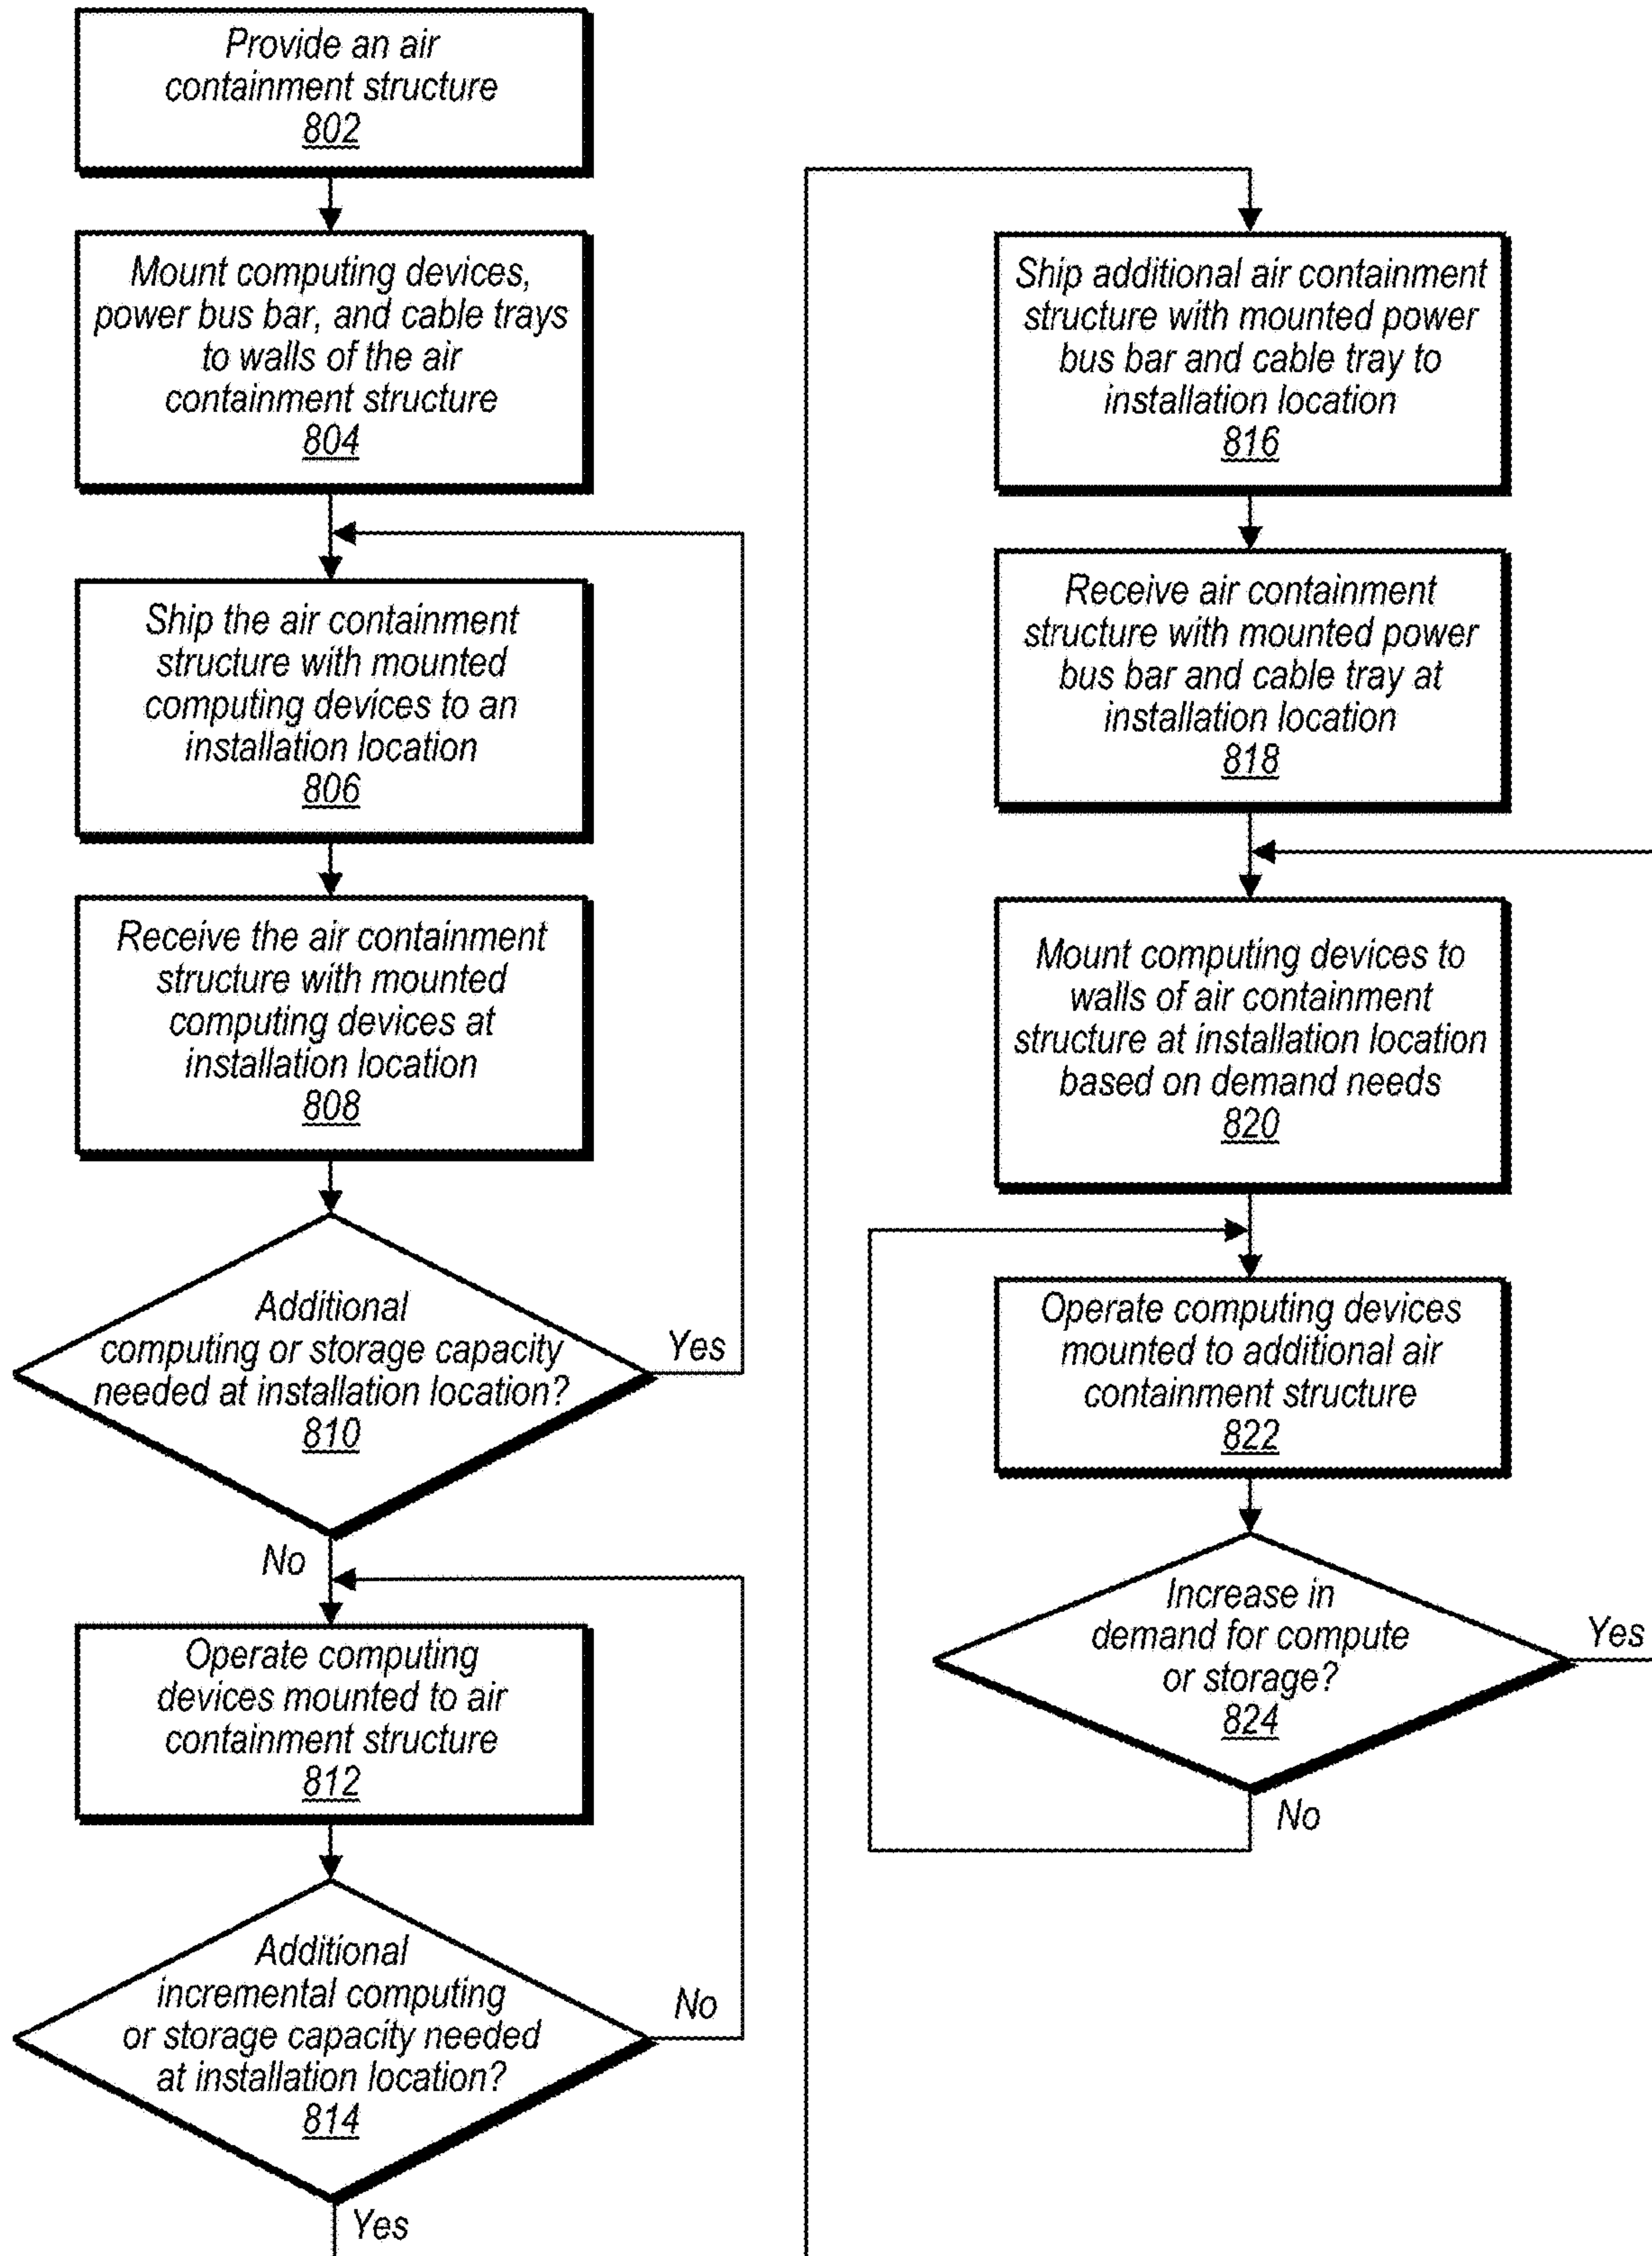 Provide an air
containment structure
802
Mount computing devices,
power bus bar, and cable trays
to walls of the air
containment structure
804
Ship the air containment
structure with mounted
computing devices to an
installation location
806
Receive the air containment
structure with mounted
computing devices at
installation location
808
Additional
computing or storage capacity
needed at installation location?
810
Yes
No
Operate computing
devices mounted to air
containment structure
812
Additional
incremental computing
or storage capacity needed
at installation location?
814
No
Yes
Ship additional air containment
structure with mounted power
bus bar and cable tray to
installation location
816
Receive air containment
structure with mounted power
bus bar and cable tray at
installation location
818
Mount computing devices to
walls of air containment
structure at installation location
based on demand needs
820
Operate computing devices
mounted to additional air
containment structure
822
Increase in
demand for compute
or storage?
824
Yes
No